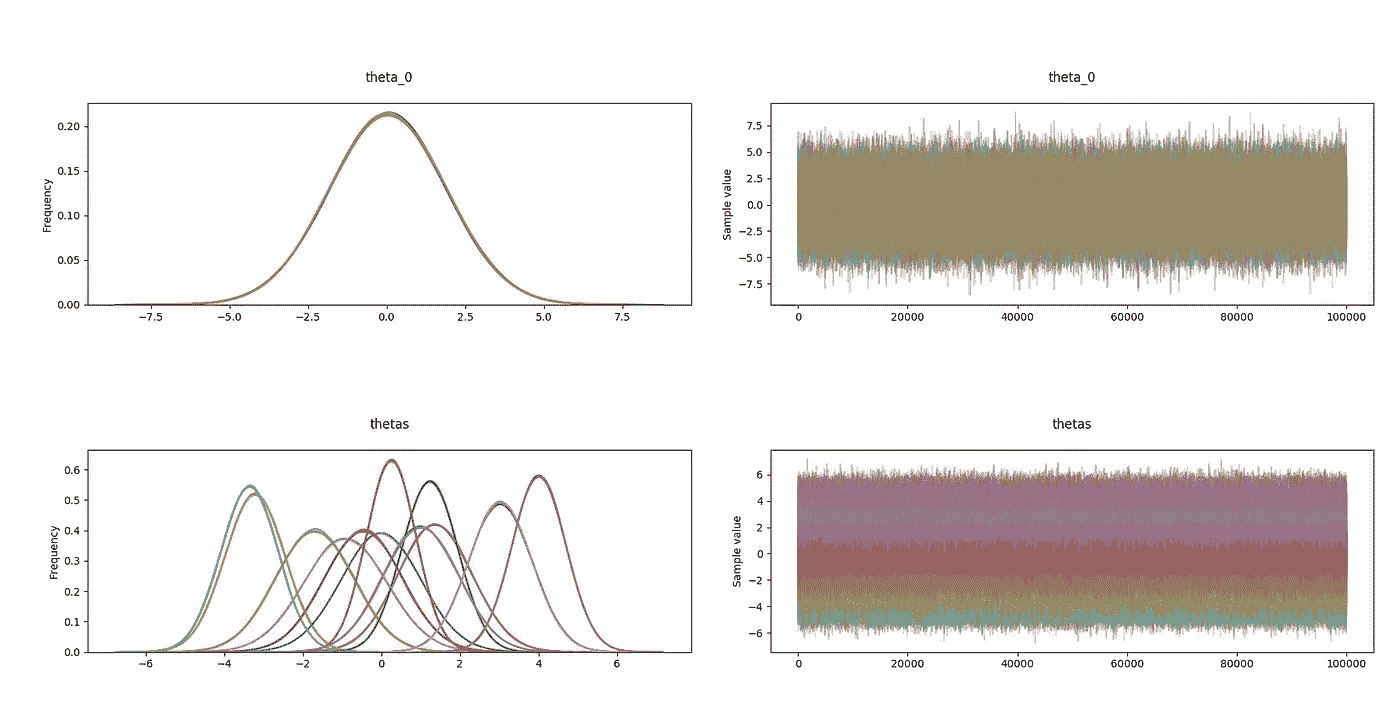 theta_0
Frequency
0.20
0.15
0.10
0.05
0.00
−7.5 −5.0 −2.5 0.0 2.5 5.0 7.5
theta_0
Sample value
7.5
5.0
2.5
0.0
−2.5
−5.0
−7.5
0 20000 40000 60000 80000 100000
thetas
Frequency
0.6
0.5
0.4
0.3
0.2
0.1
0.0
−6 −4 −2 0 2 4 6
thetas
Sample value
6
4
2
0
−2
−4
−6
0 20000 40000 60000 80000 100000